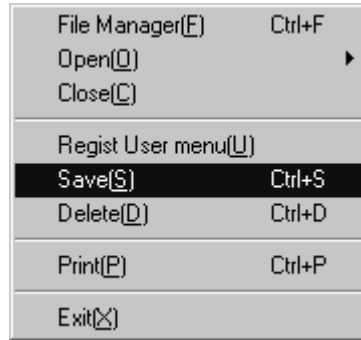 File Manager(F) Ctrl+F
Open(O)
Close(C)
Regist User menu(U)
Save(S) Ctrl+S
Delete(D) Ctrl+D
Print(P) Ctrl+P
Exit(X)